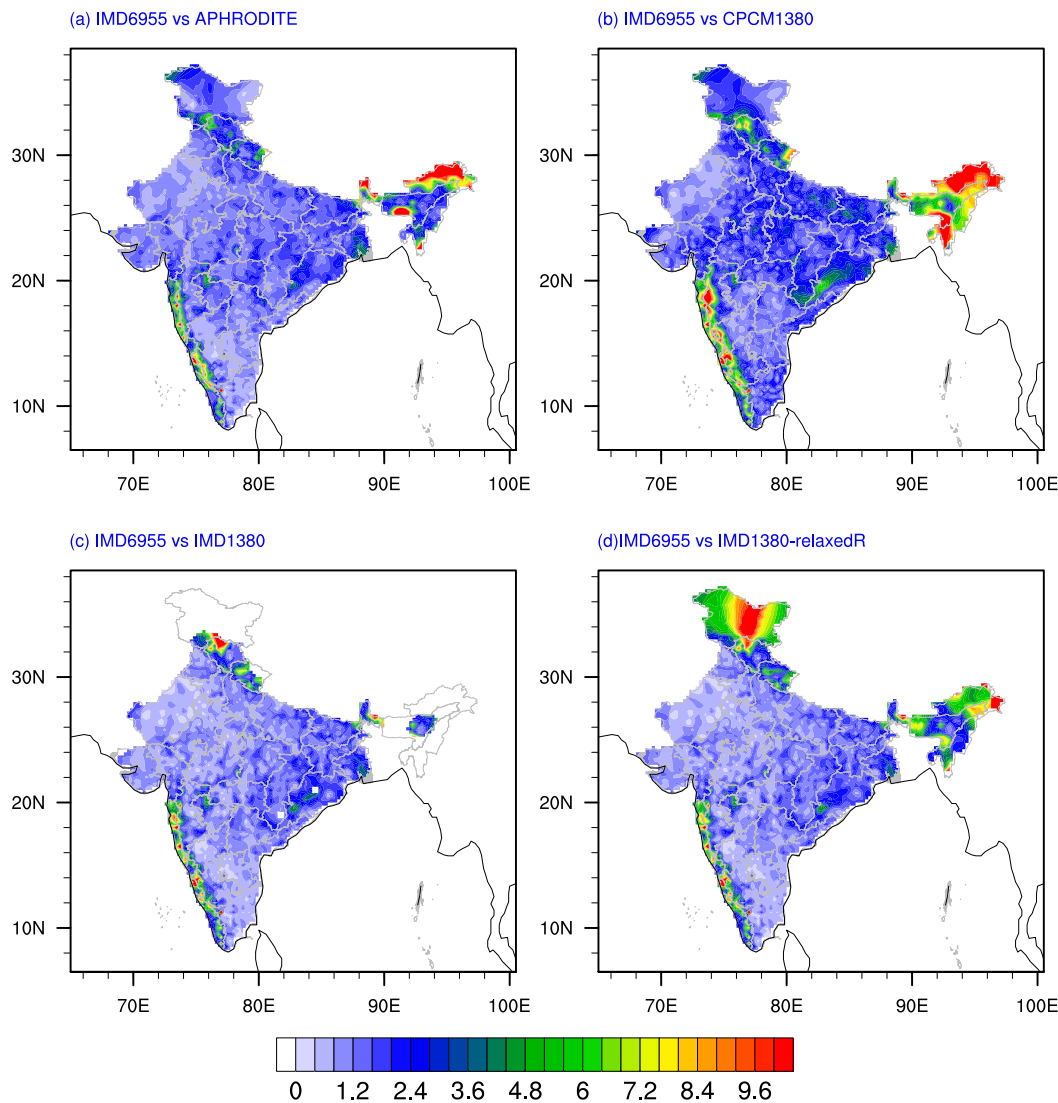 (a) IMD6955 vs APHRODITE
(b) IMD6955 vs CPCM1380
30N
20N
10N
70E 80E 90E 100E
30N
20N
10N
70E 80E 90E 100E
(c) IMD6955 vs IMD1380
(d)IMD6955 vs IMD1380-relaxedR
30N
20N
10N
70E 80E 90E 100E
30N
20N
10N
70E 80E 90E 100E
0 1.2 2.4 3.6 4.8 6 7.2 8.4 9.6